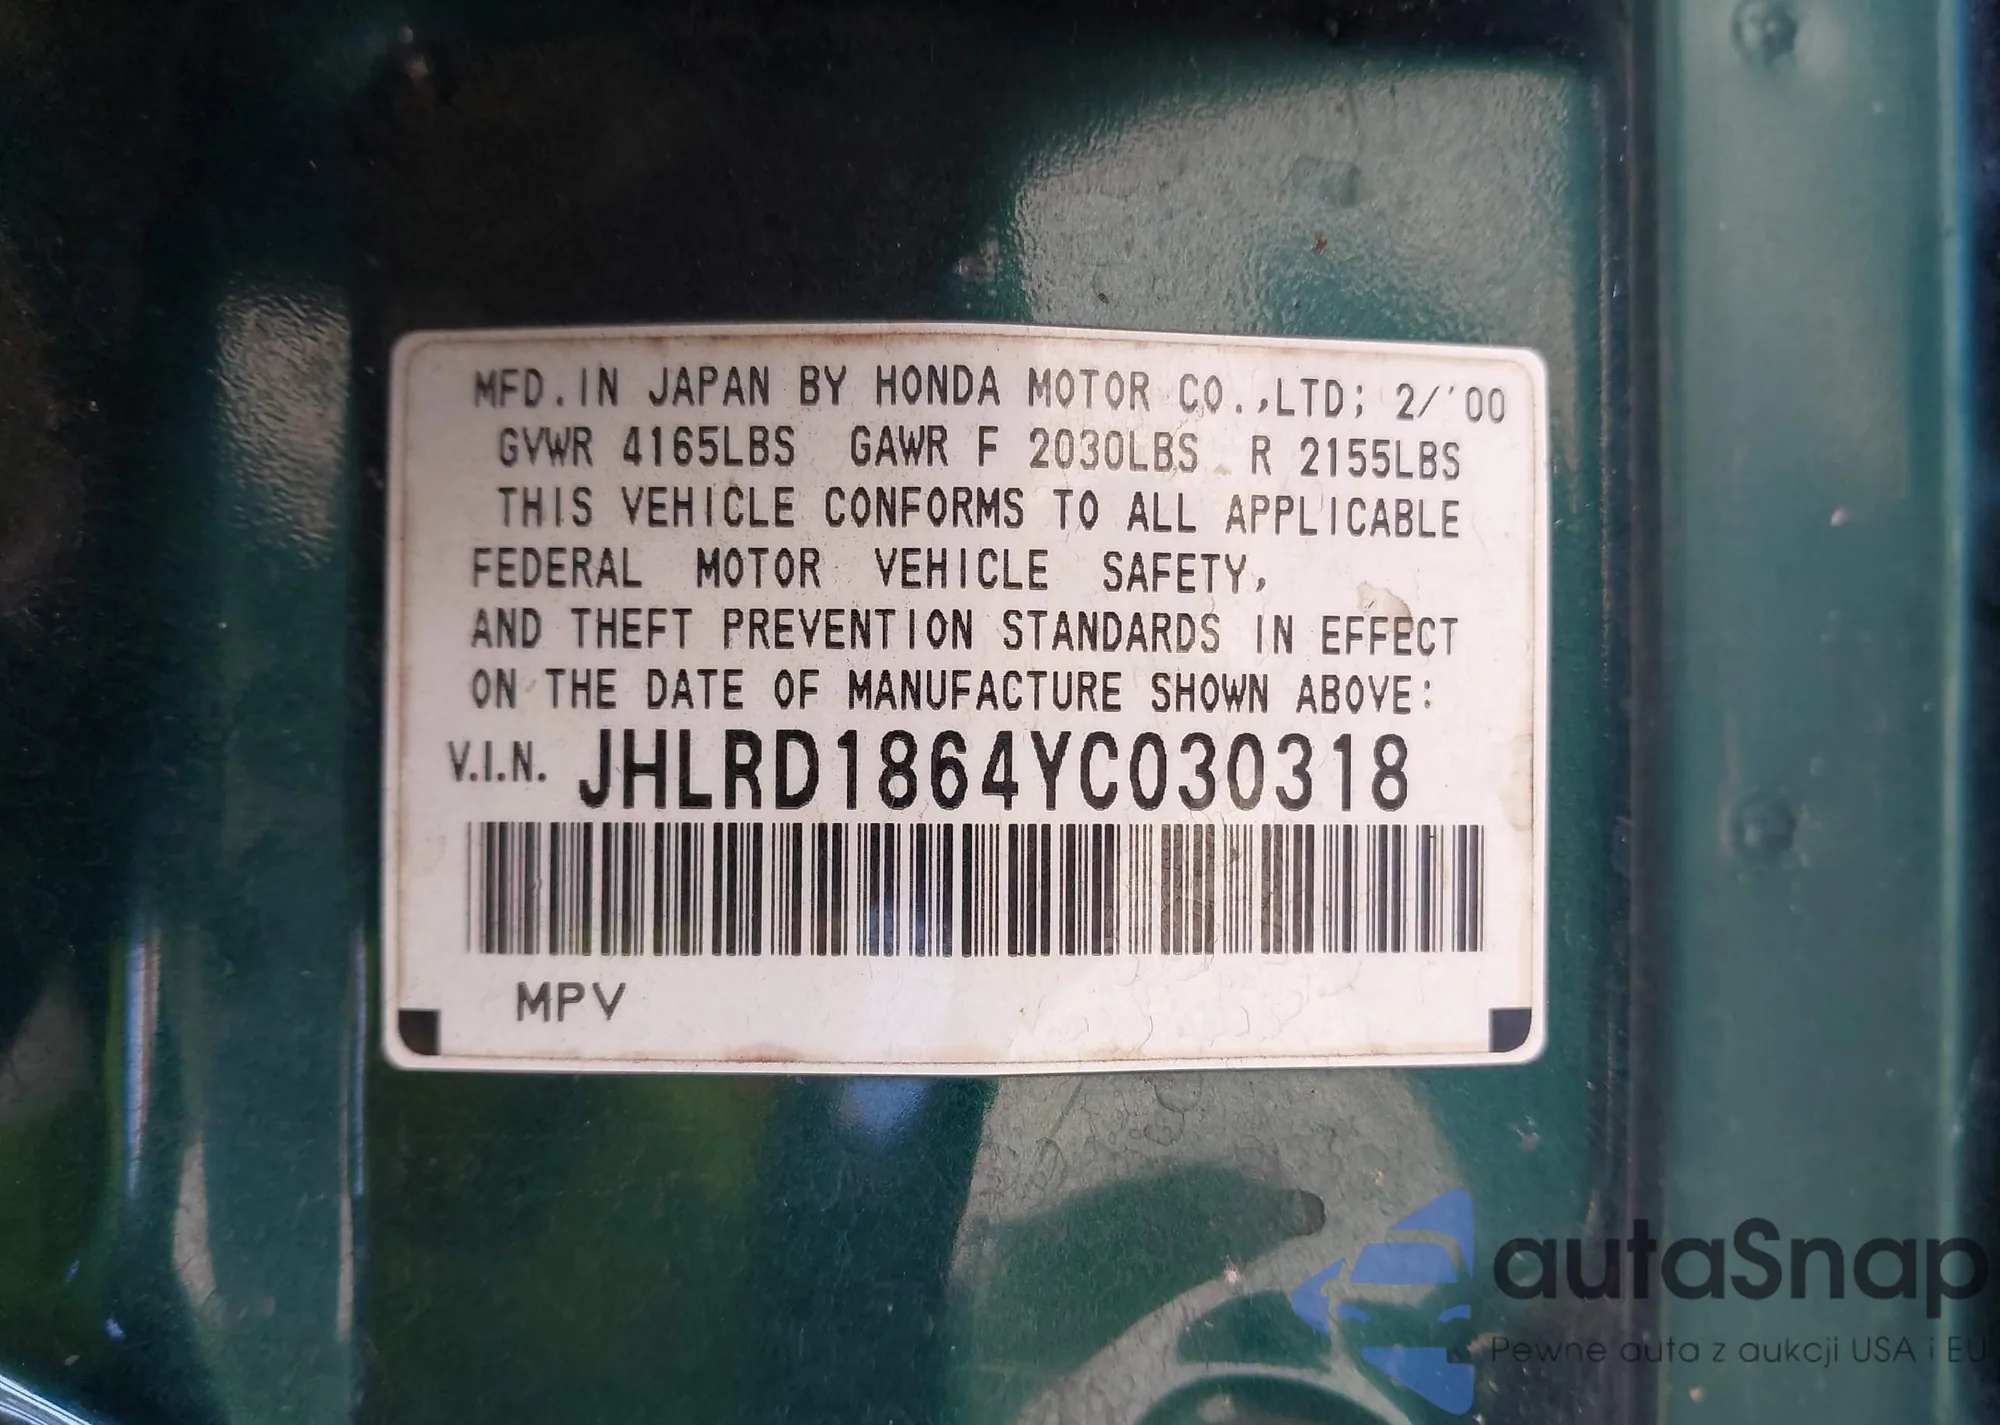 MFD.IN JAPAN BY HONDA MOTOR CO.,LTD; 2/'00
GVWR 4165LBS GAWR F 2030LBS R 2155LBS
THIS VEHICLE CONFORMS TO ALL APPLICABLE
FEDERAL MOTOR VEHICLE SAFETY,
AND THEFT PREVENTION STANDARDS IN EFFECT
ON THE DATE OF MANUFACTURE SHOWN ABOVE:
V.I.N. JHLRD1864YC030318
MPV
autaSnap
Pewne auta z aukcji USA i EU